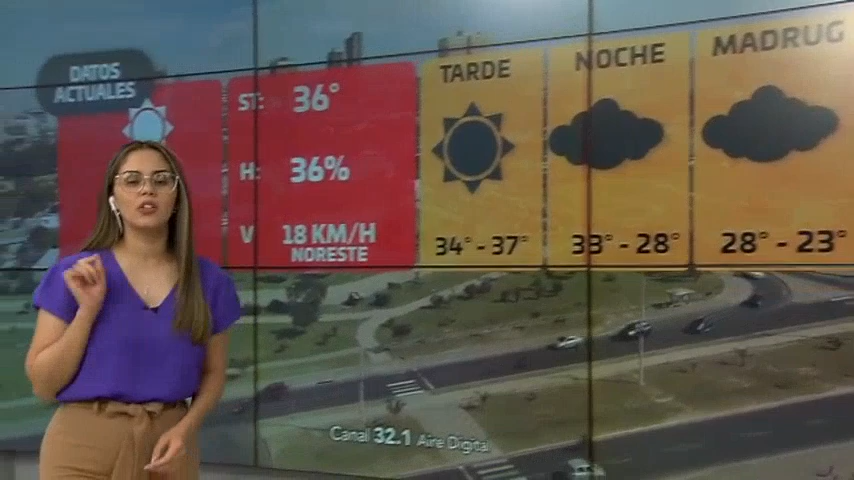 DATOS
ACTUALES
ST: 36°
H: 36%
V 18 KM/H
NORESTE
TARDE
34° - 37°
NOCHE
33° - 28°
MADRUG
28° - 23°
Canal 32.1 Aire Digital